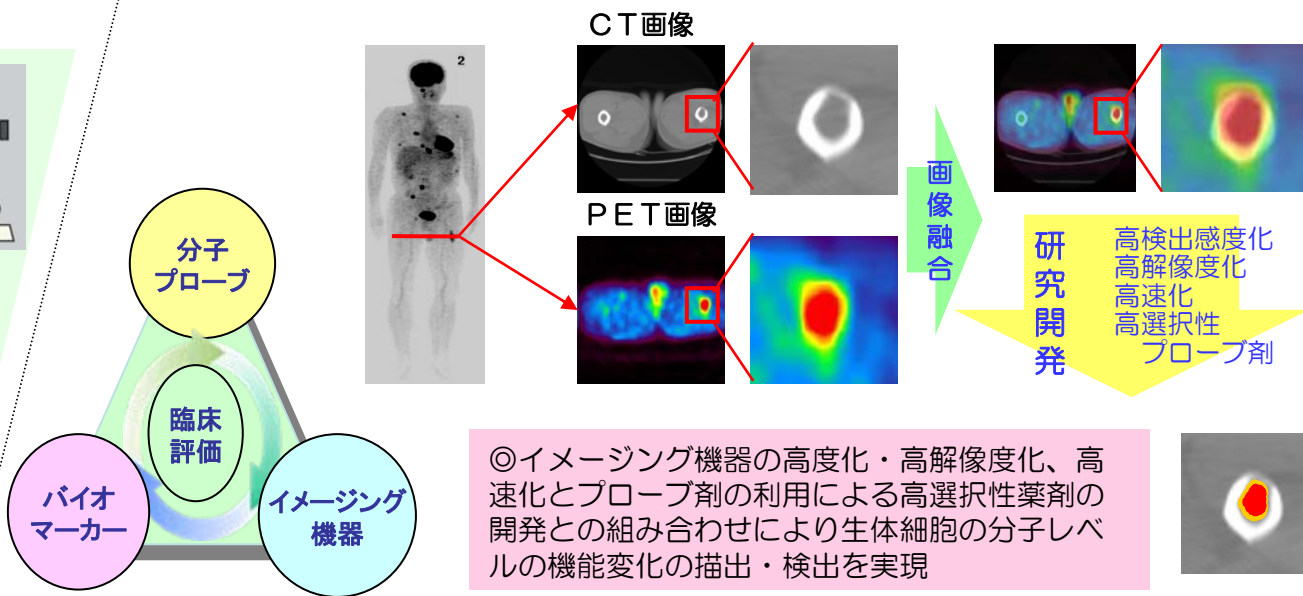 CT画像
2
PET画像
画像融合
研究開発
高検出感度化
高解像度化
高速化
高選択性
プローブ剤
分子
プローブ
臨床
評価
バイオ
マーカー
イメージング
機器
◎イメージング機器の高度化・高解像度化、高
速化とプローブ剤の利用による高選択性薬剤の
開発との組み合わせにより生体細胞の分子レベ
ルの機能変化の描出・検出を実現